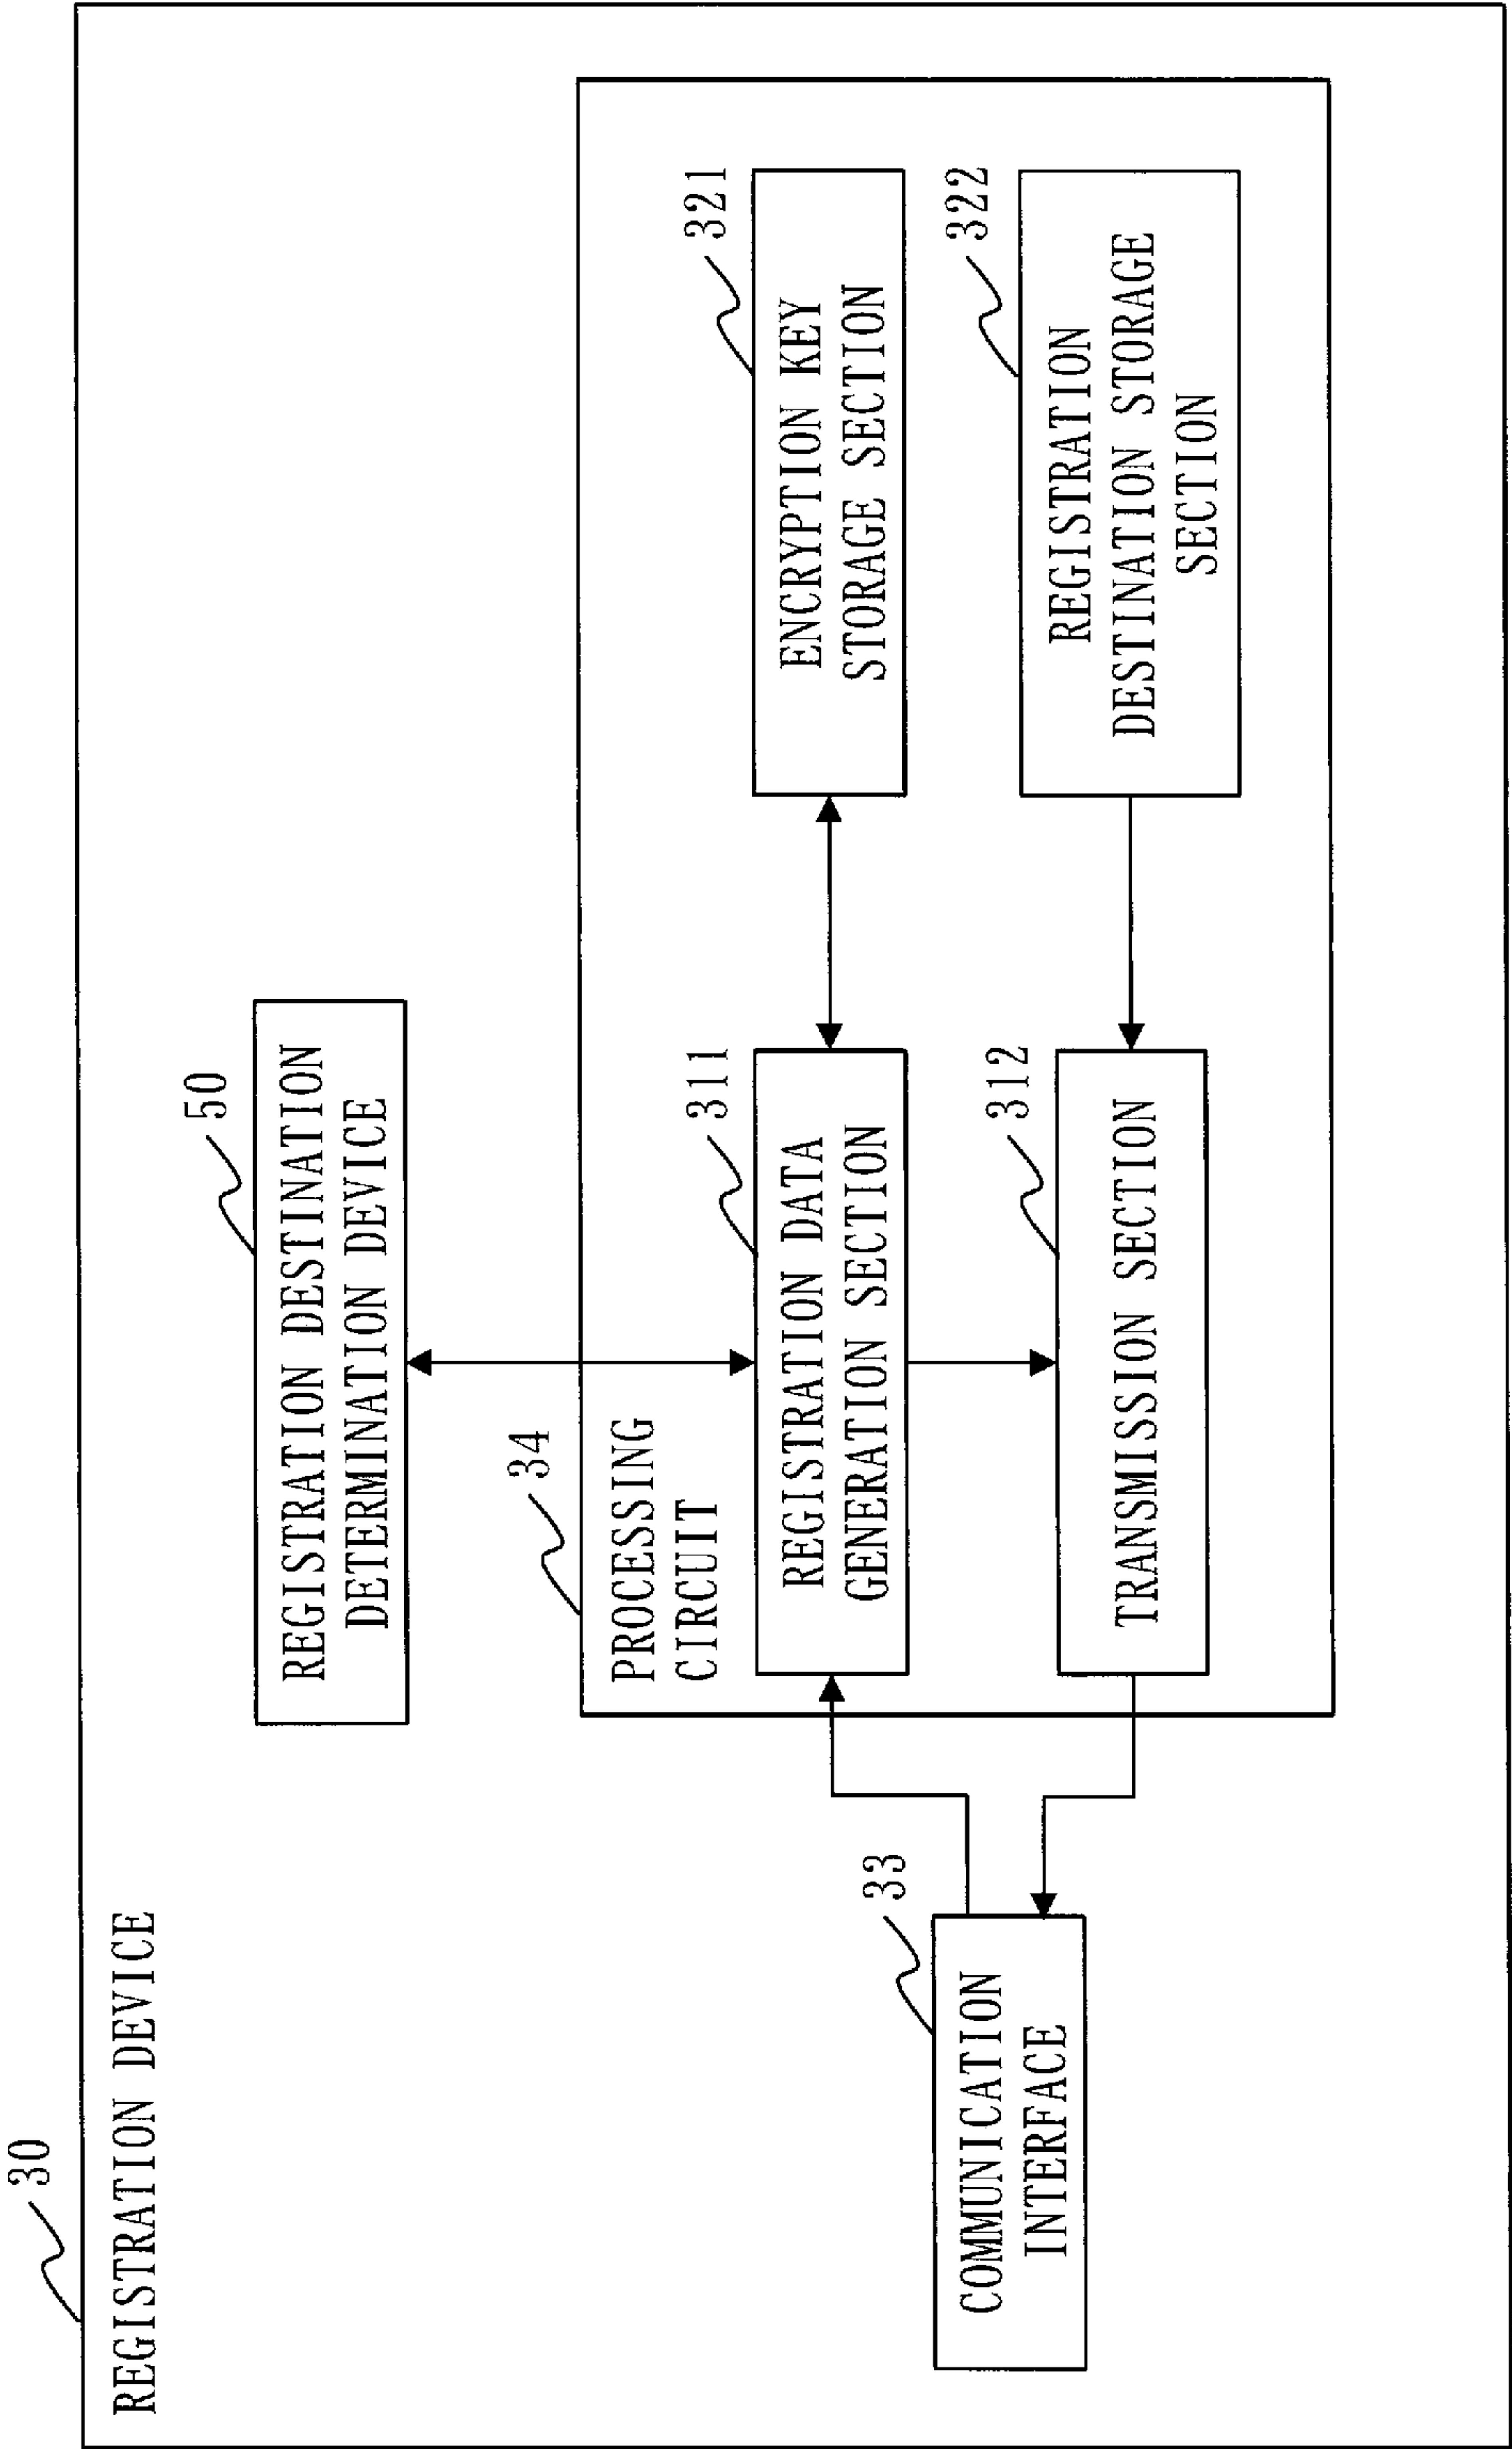 30
REGISTRATION DEVICE
50
REGISTRATION DESTINATION
DETERMINATION DEVICE
34
PROCESSING
CIRCUIT
33
COMMUNICATION
INTERFACE
311
REGISTRATION DATA
GENERATION SECTION
321
ENCRYPTION KEY
STORAGE SECTION
312
TRANSMISSION SECTION
322
REGISTRATION
DESTINATION STORAGE
SECTION